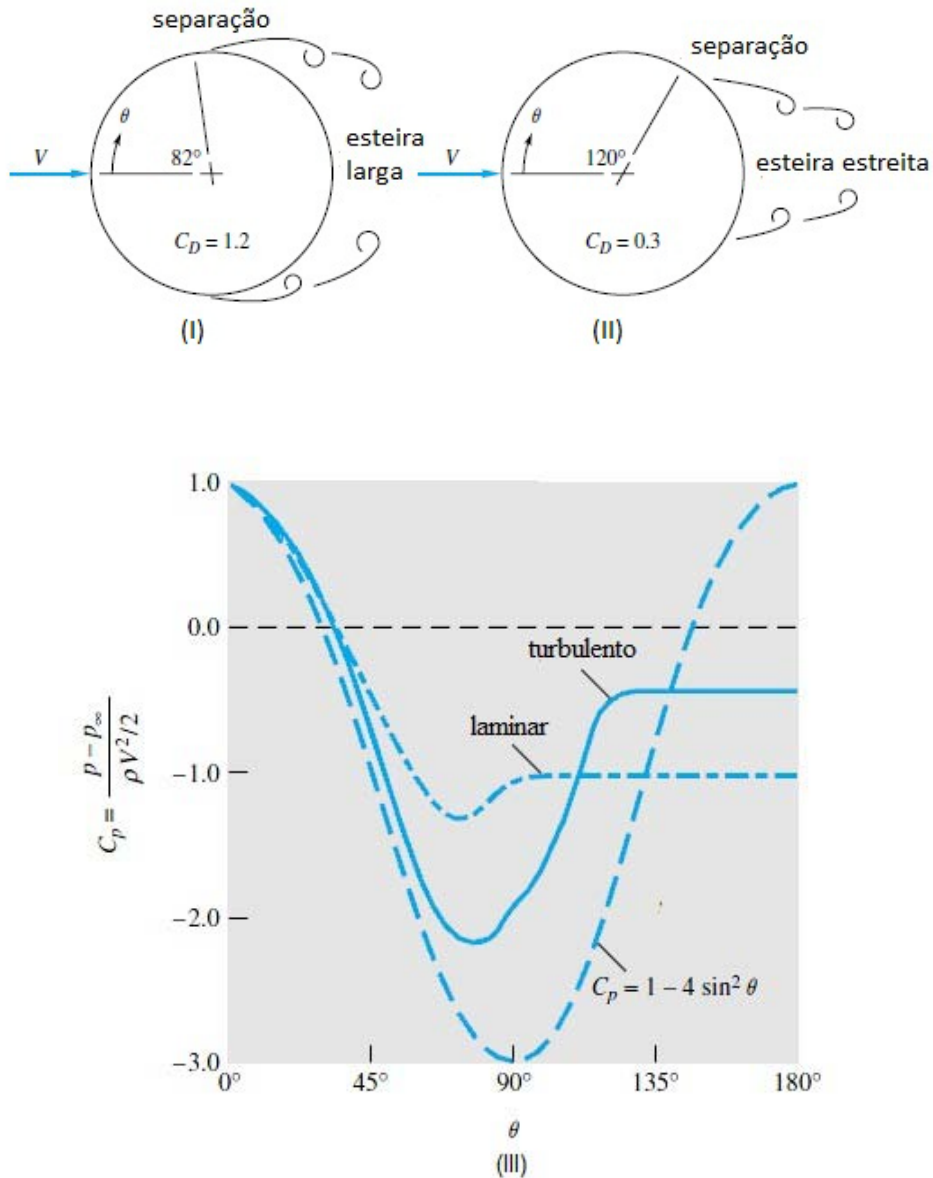 separação
separação
θ
θ
esteira
larga
V
82°
V
120°
esteira estreita
C_D = 1.2
C_D = 0.3
(I)
(II)
1.0
0.0
turbulento
laminar
C_p = p − p_∞ / ρV²/2
−1.0
−2.0
C_p = 1 − 4 sin² θ
−3.0
0°
45°
90°
135°
180°
θ
(III)